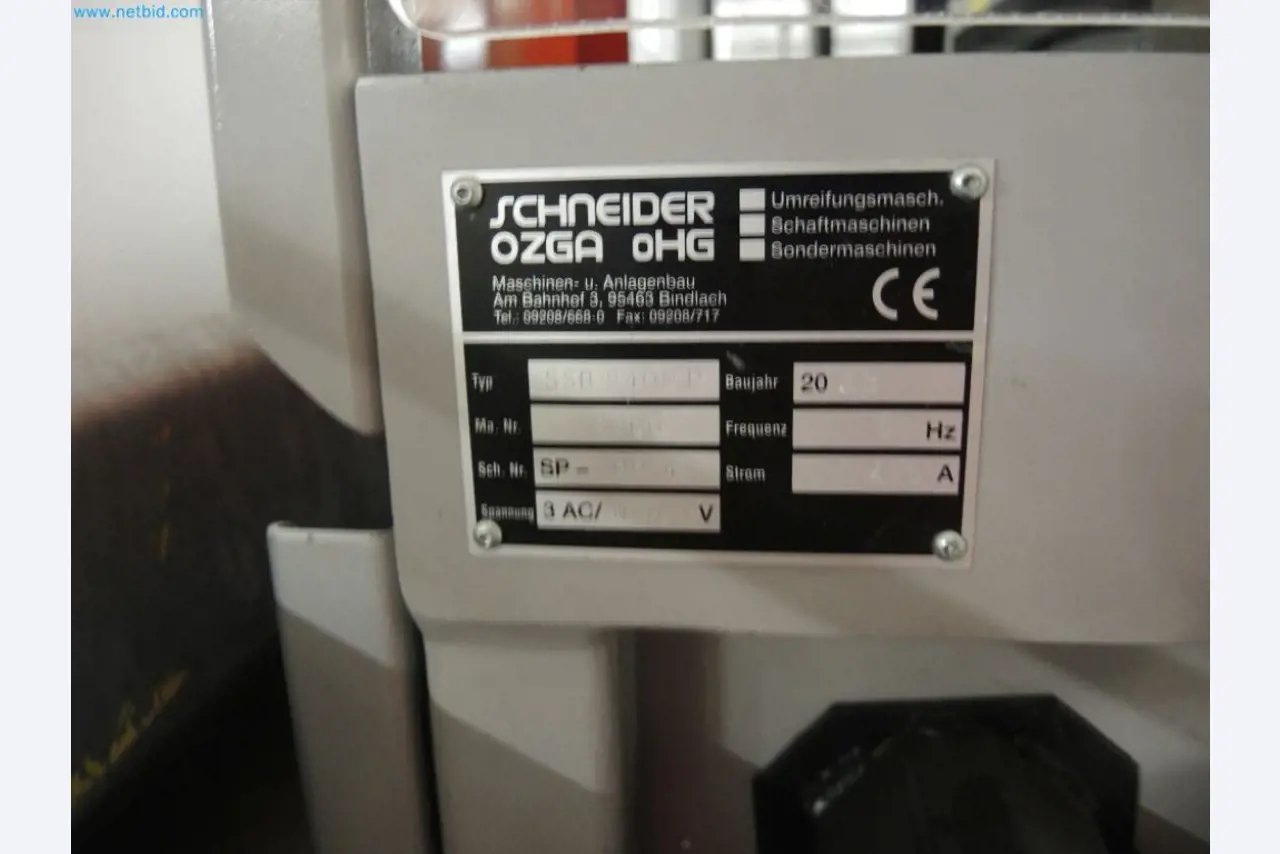 www.netbid.com
SCHNEIDER
OZGA OHG
Umreifungsmasch.
Schaftmaschinen
Sondermaschinen
Maschinen- u. Anlagenbau
Am Bahnhof 3, 95463 Bindlach
Tel.: 09208/668-0 Fax: 09208/717
CE
Typ
Baujahr 20
Ma. Nr.
Frequenz Hz
Sch. Nr. SP -
Strom A
Spannung 3 AC/ V